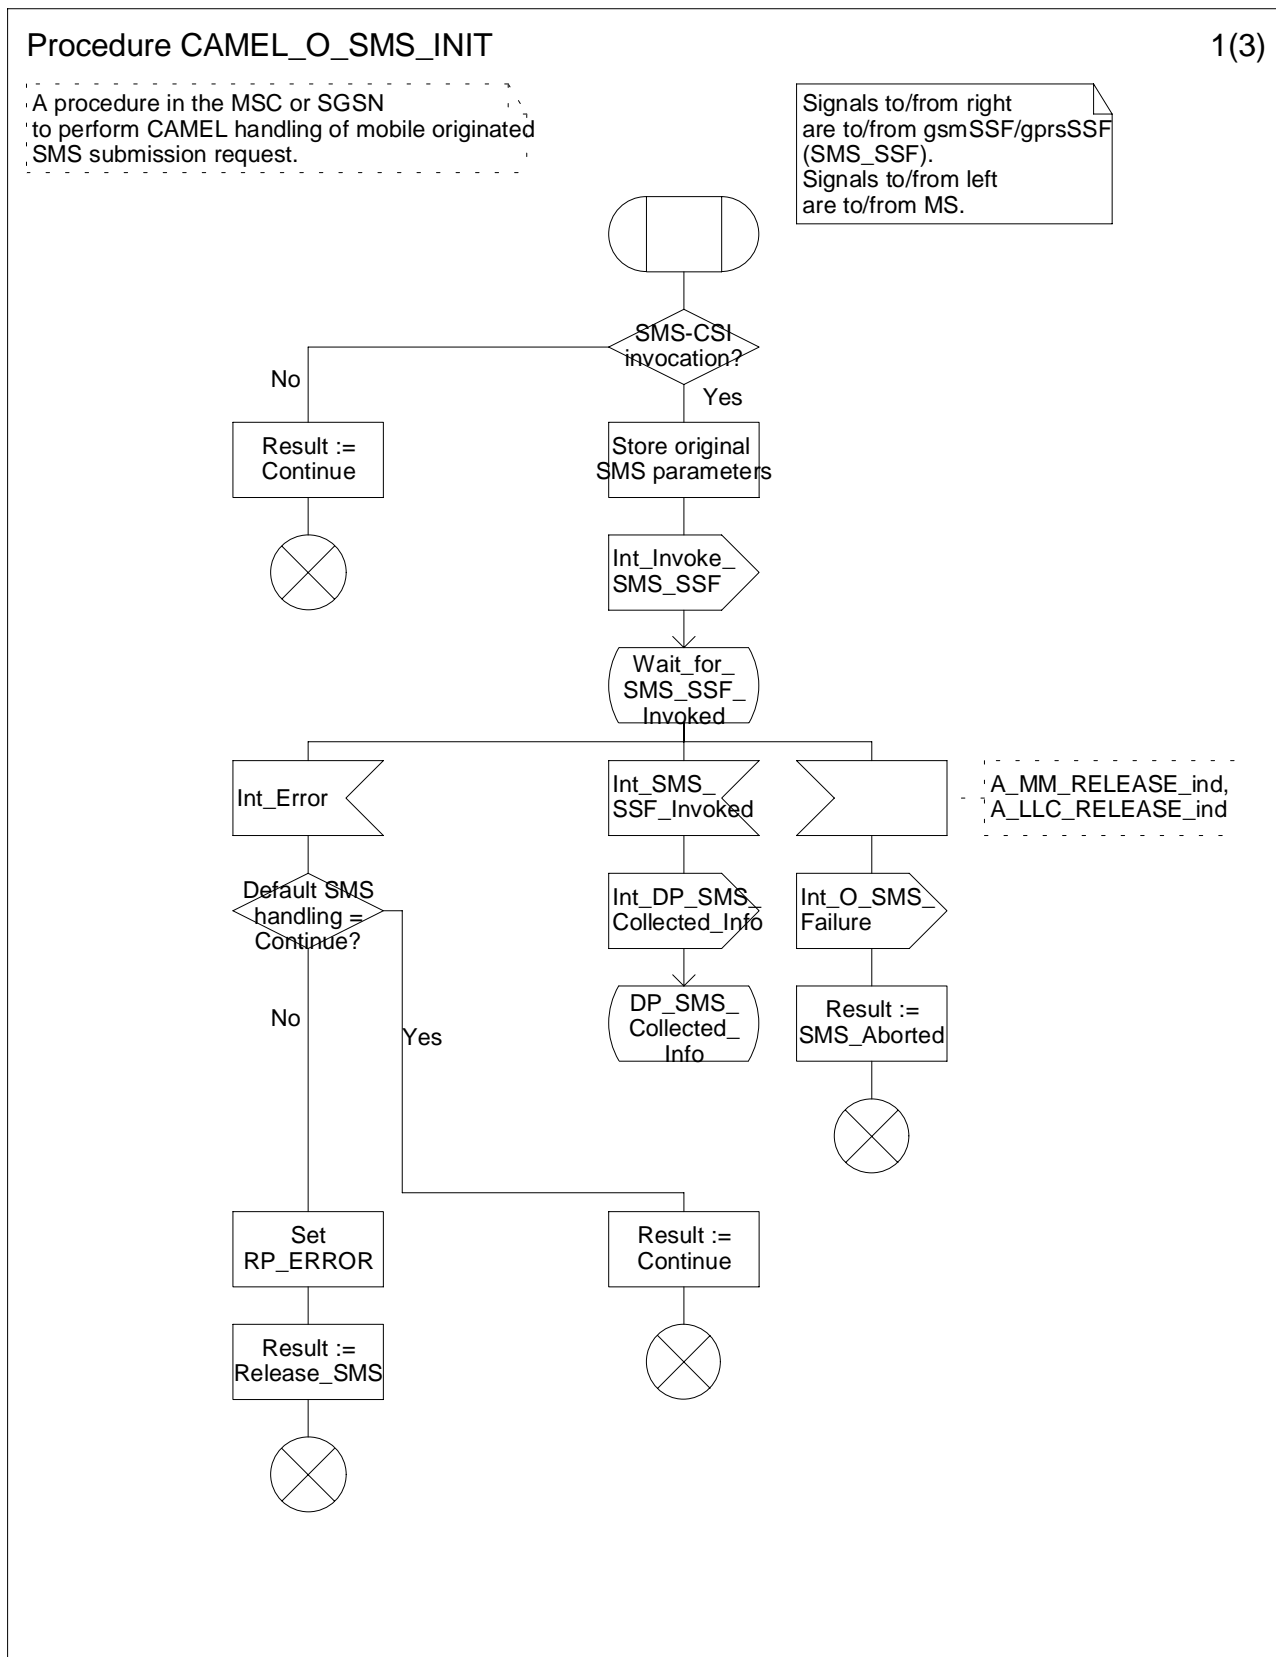 Procedure CAMEL_O_SMS_INIT
1(3)
A procedure in the MSC or SGSN
to perform CAMEL handling of mobile originated
SMS submission request.
Signals to/from right
are to/from gsmSSF/gprsSSF
(SMS_SSF).
Signals to/from left
are to/from MS.
SMS-CSI
invocation?
No
Yes
Result :=
Continue
Store original
SMS parameters
Int_Invoke_
SMS_SSF
Wait_for_
SMS_SSF_
Invoked
Int_Error
Int_SMS_
SSF_Invoked
A_MM_RELEASE_ind,
A_LLC_RELEASE_ind
Default SMS
handling =
Continue?
Int_DP_SMS_
Collected_Info
Int_O_SMS_
Failure
No
Yes
DP_SMS_
Collected_
Info
Result :=
SMS_Aborted
Set
RP_ERROR
Result :=
Continue
Result :=
Release_SMS